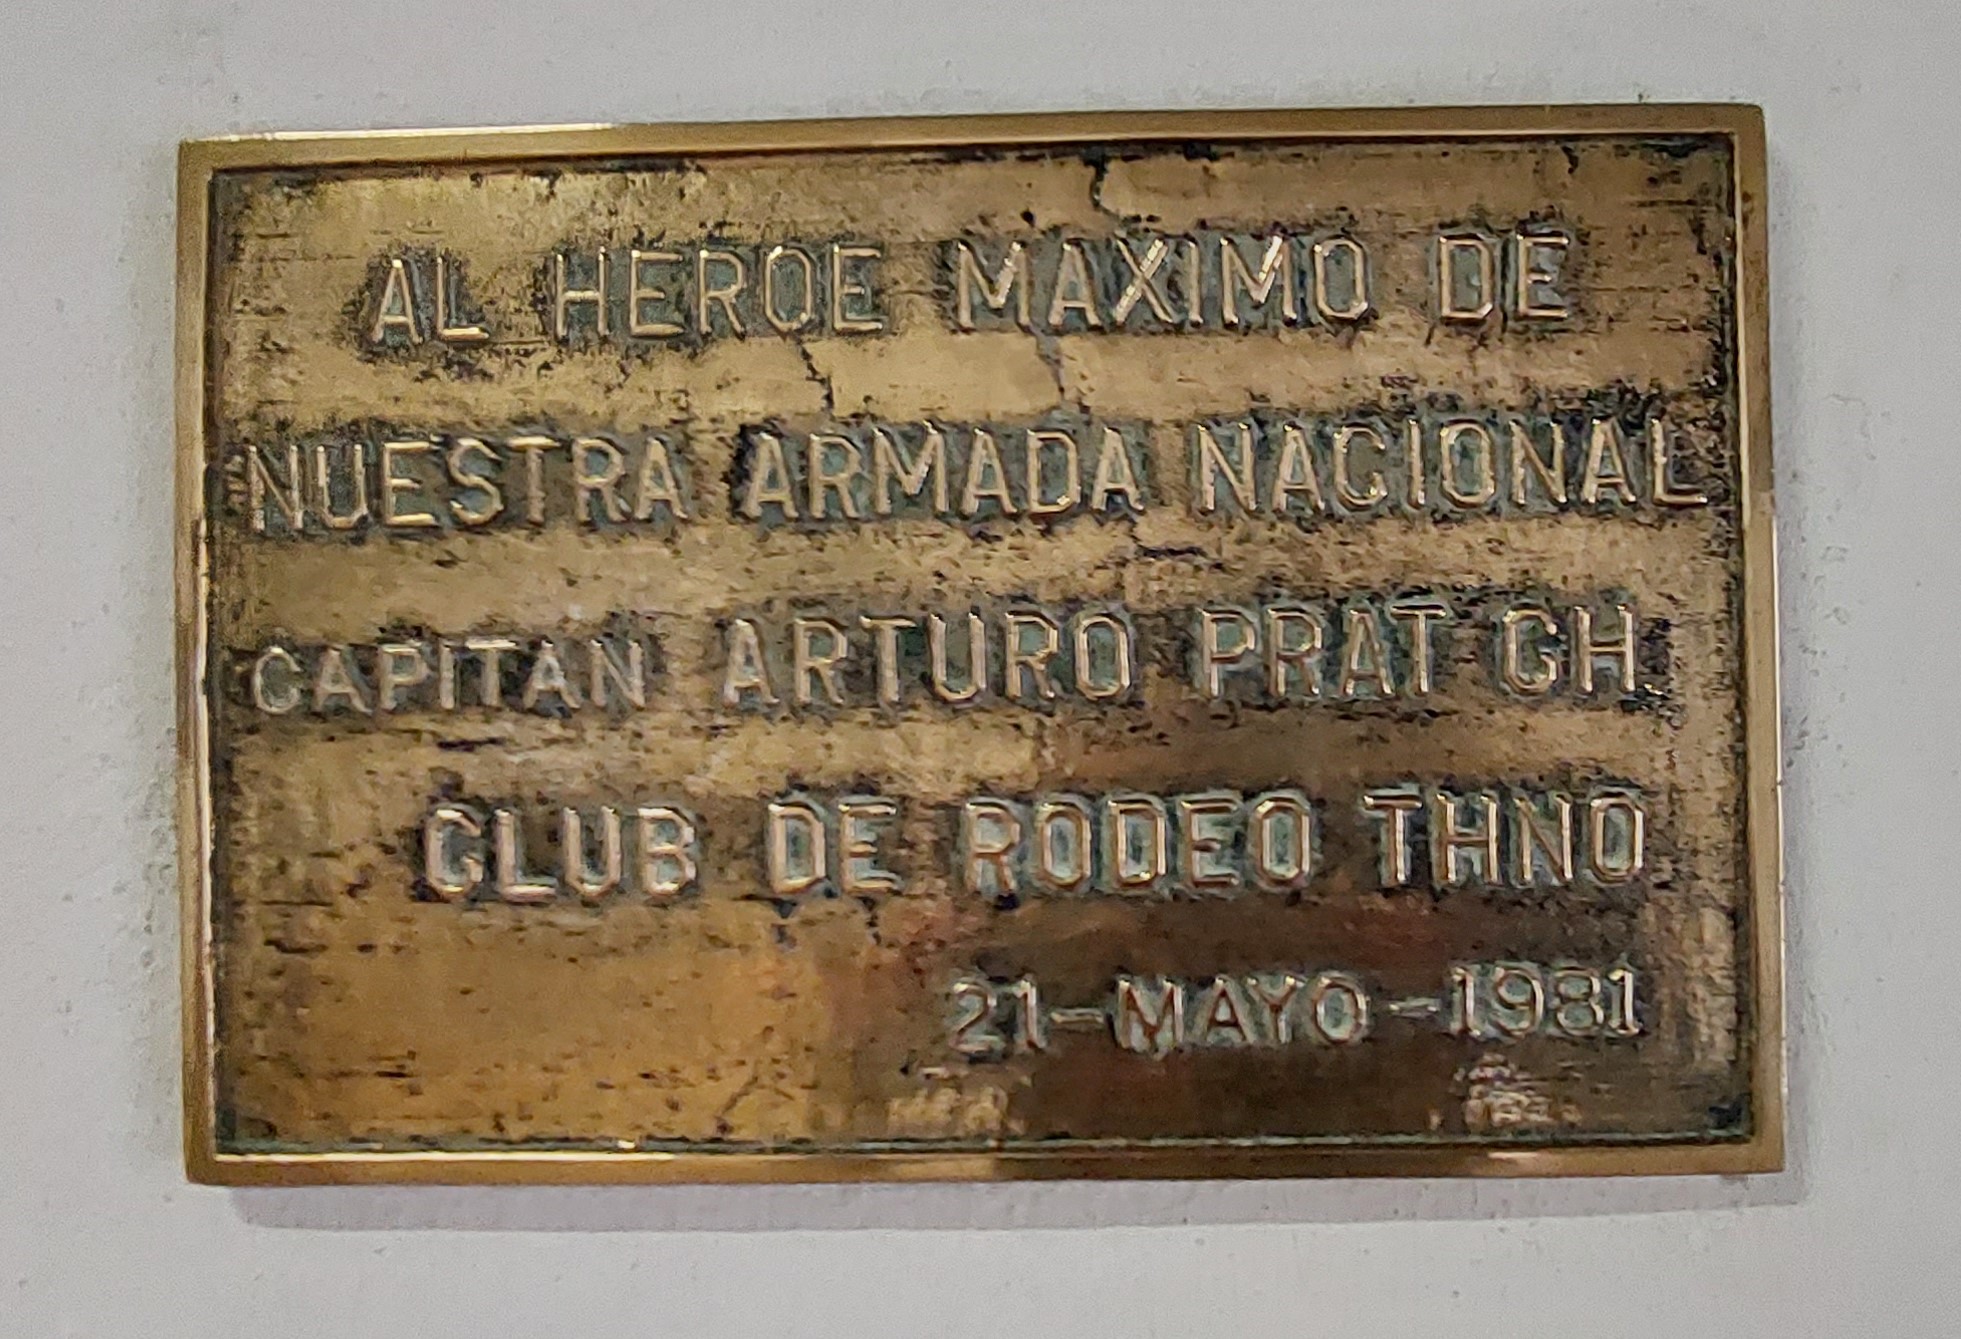 AL HEROE MAXIMO DE
NUESTRA ARMADA NACIONAL
CAPITAN ARTURO PRAT CH
CLUB DE RODEO THNO
21-MAYO-1981